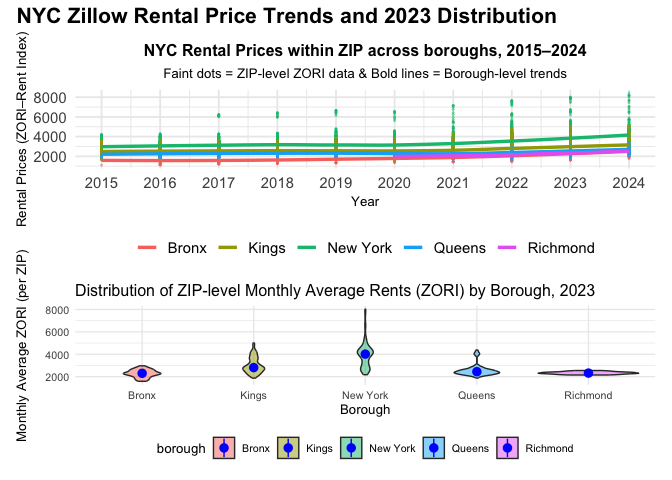 NYC Zillow Rental Price Trends and 2023 Distribution
NYC Rental Prices within ZIP across boroughs, 2015–2024
Faint dots = ZIP-level ZORI data & Bold lines = Borough-level trends
Rental Prices (ZORI–Rent Index)
8000
6000
4000
2000
2015 2016 2017 2018 2019 2020 2021 2022 2023 2024
Year
Bronx Kings New York Queens Richmond
Distribution of ZIP-level Monthly Average Rents (ZORI) by Borough, 2023
Monthly Average ZORI (per ZIP)
8000
6000
4000
2000
Bronx Kings New York Queens Richmond
Borough
borough Bronx Kings New York Queens Richmond